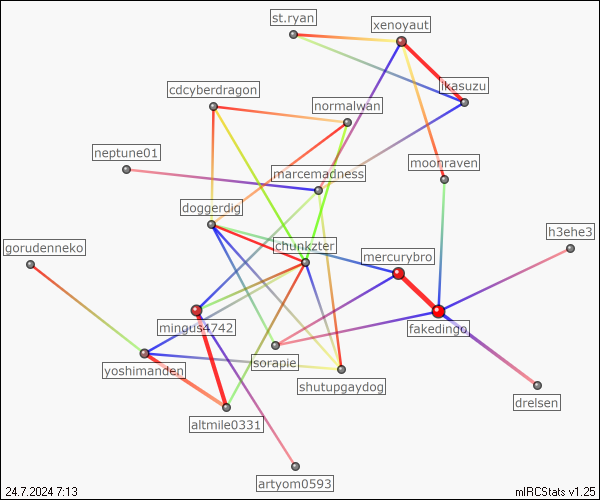 st.ryan
xenoyaut
ikasuzu
cdcyberdragon
normalwan
neptune01
moonraven
marcemadness
doggerdig
h3ehe3
gorudenneko
chunkzter
mercurybro
mingus4742
fakedingo
sorapie
yoshimanden
shutupgaydog
drelsen
altmile0331
artyom0593
24.7.2024 7:13
mIRCStats v1.25